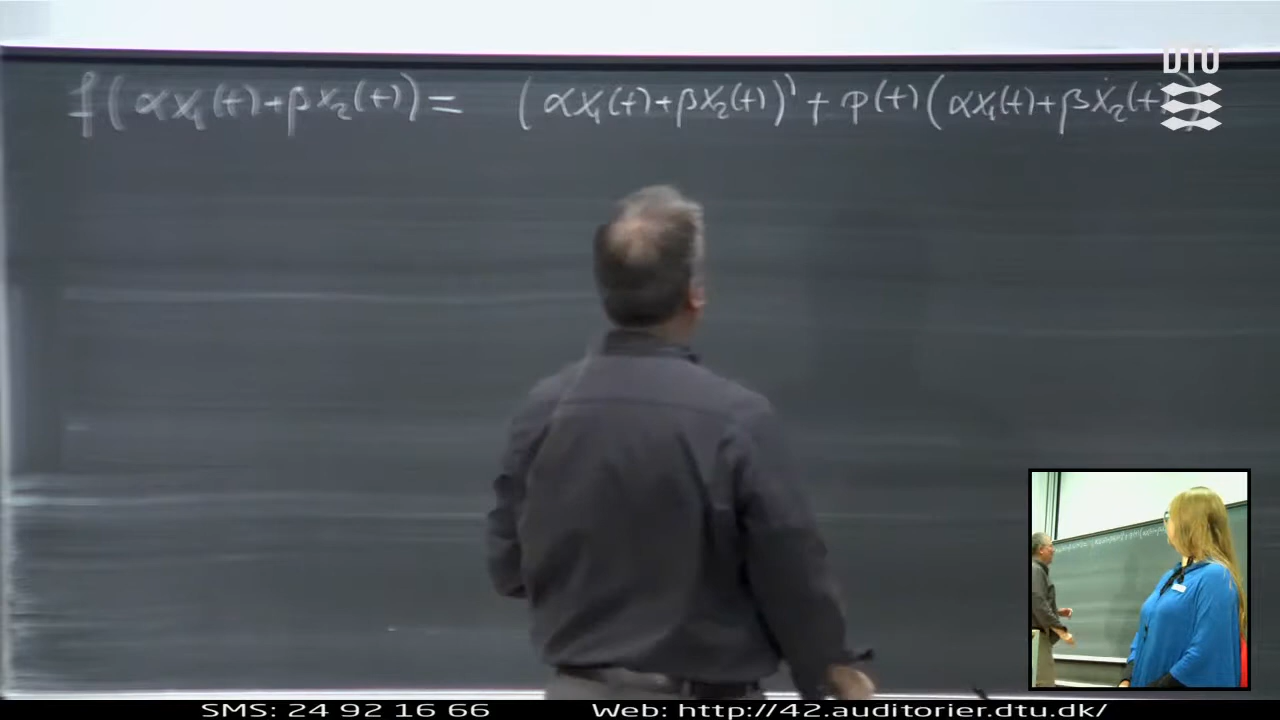 f(αx₁(t)+βx₂(t)) = (αx₁(t)+βx₂(t))' + p(t)(αx₁(t)+βx₂(t))
DTU
SMS: 24 92 16 66 Web: http://42.auditorier.dtu.dk/